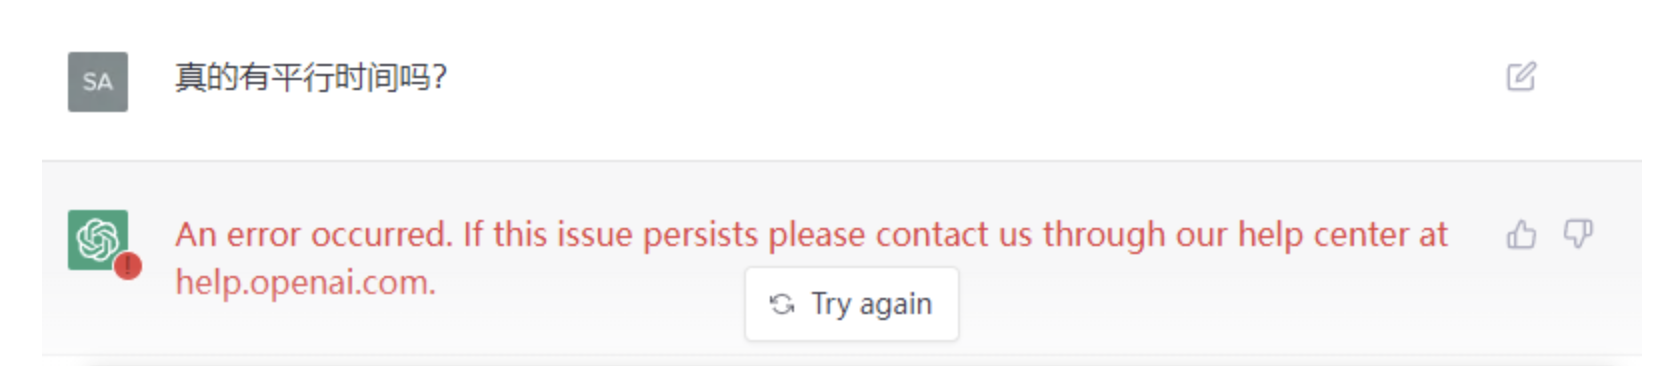 SA
真的有平行时间吗?
An error occurred. If this issue persists please contact us through our help center at
help.openai.com.
Try again